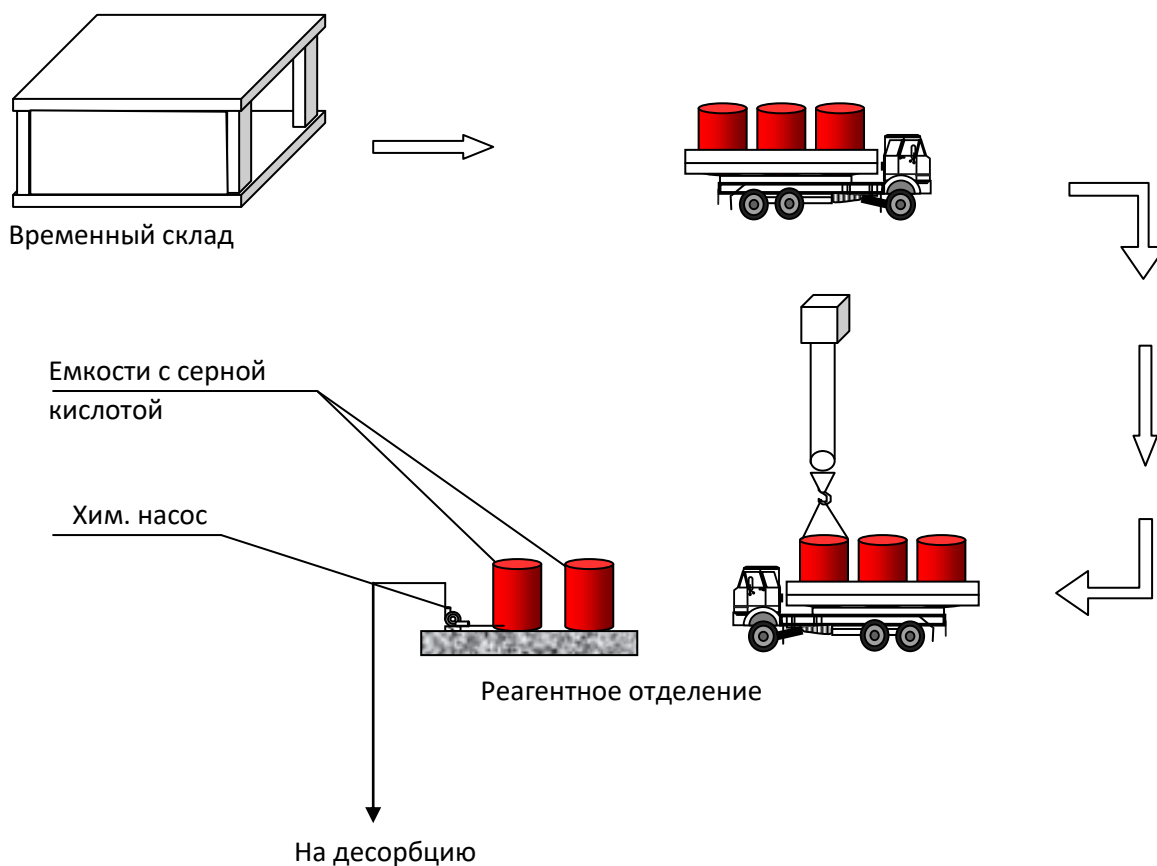 Временный склад
Емкости с серной
кислотой
Хим. насос
Реагентное отделение
На десорбцию